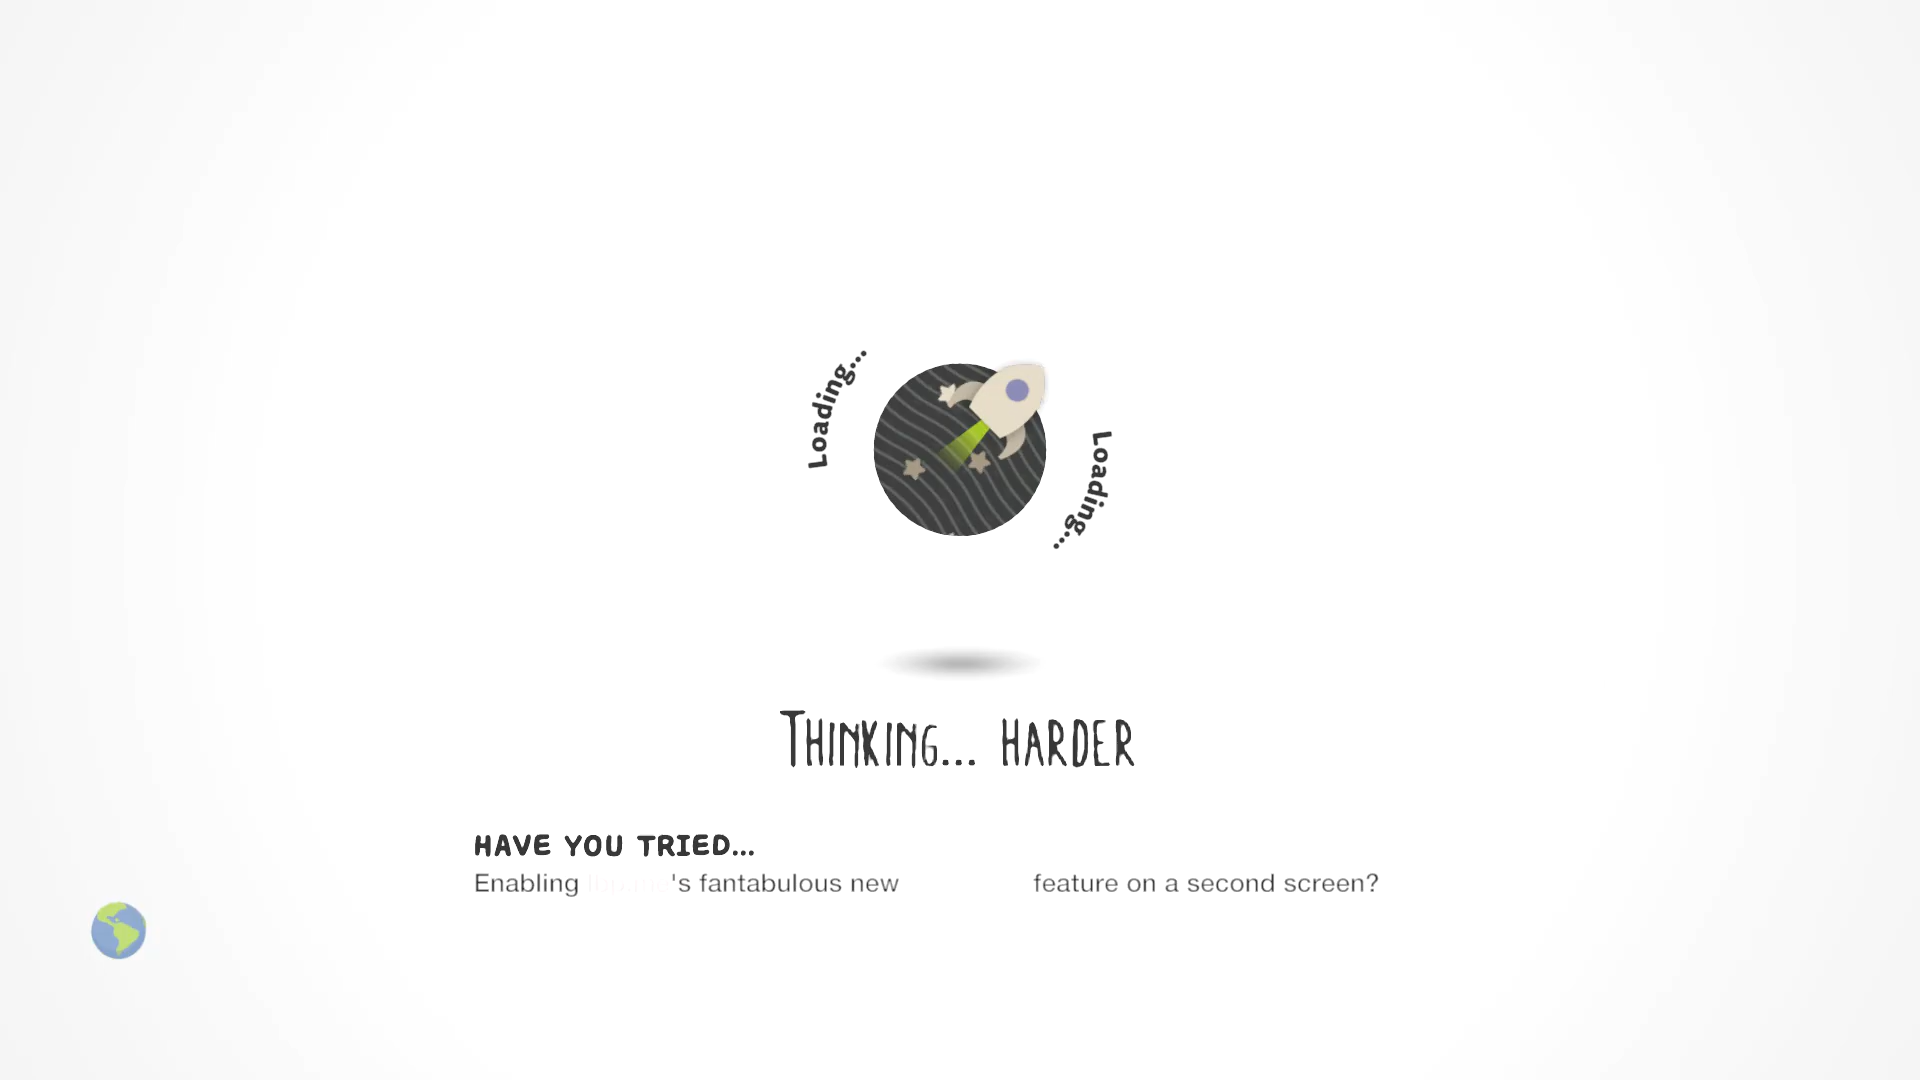 Loading...
Loading...
THINKING... HARDER
HAVE YOU TRIED...
Enabling 's fantabulous new feature on a second screen?